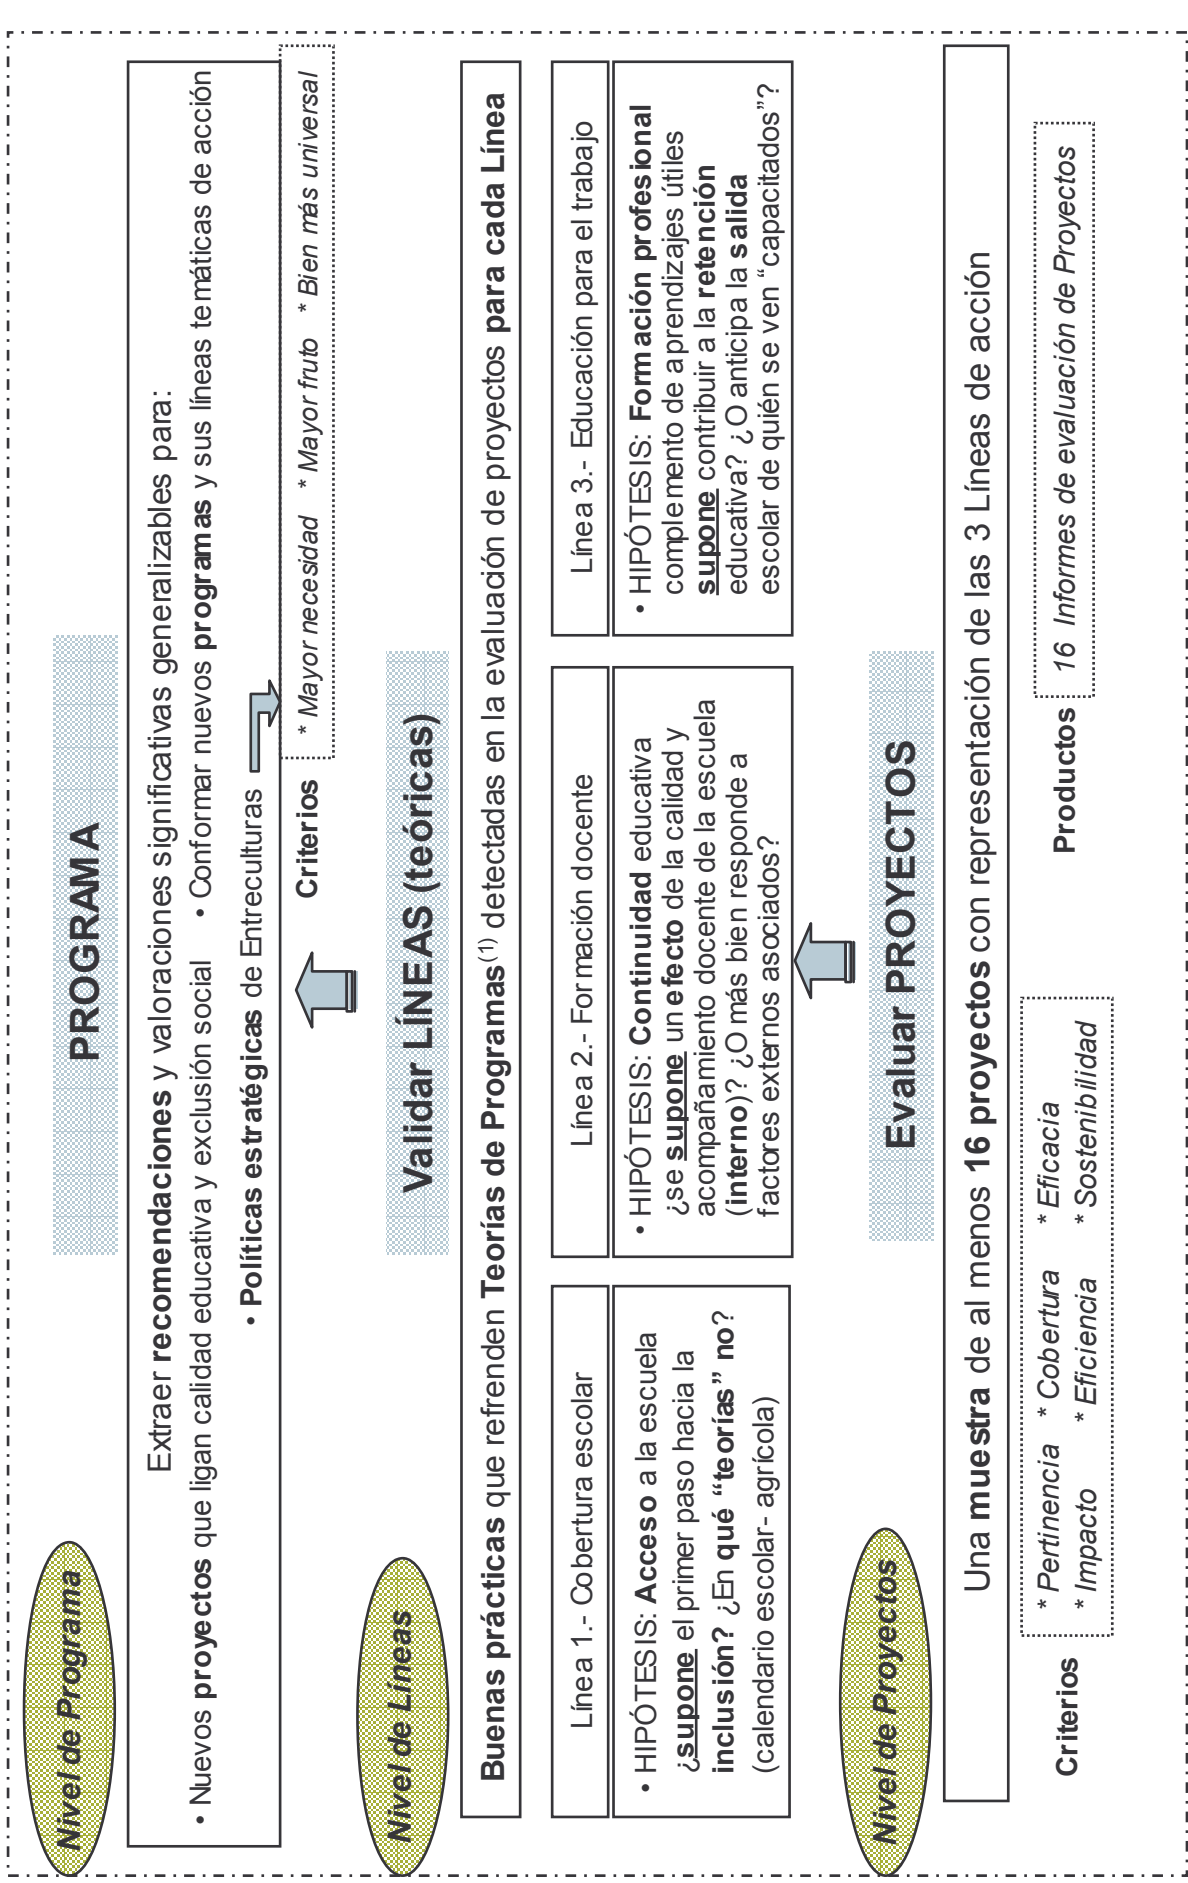 Nivel de Programa
PROGRAMA
Extraer recomendaciones y valoraciones significativas generalizables para:
• Nuevos proyectos que ligan calidad educativa y exclusión social • Conformar nuevos programas y sus líneas temáticas de acción
• Políticas estratégicas de Entreculturas
Criterios
* Mayor necesidad * Mayor fruto * Bien más universal
Nivel de Líneas
Validar LÍNEAS (teóricas)
Buenas prácticas que refrenden Teorías de Programas(1) detectadas en la evaluación de proyectos para cada Línea
Línea 1.- Cobertura escolar
• HIPÓTESIS: Acceso a la escuela
¿supone el primer paso hacia la
inclusión? ¿En qué “teorías” no?
(calendario escolar- agrícola)
Línea 2.- Formación docente
• HIPÓTESIS: Continuidad educativa
¿se supone un efecto de la calidad y
acompañamiento docente de la escuela
(interno)? ¿O más bien responde a
factores externos asociados?
Línea 3.- Educación para el trabajo
• HIPÓTESIS: Formación profesional
complemento de aprendizajes útiles
supone contribuir a la retención
educativa? ¿O anticipa la salida
escolar de quién se ven “capacitados”?
Nivel de Proyectos
Evaluar PROYECTOS
Una muestra de al menos 16 proyectos con representación de las 3 Líneas de acción
Criterios
* Pertinencia * Cobertura * Eficacia
* Impacto * Eficiencia * Sostenibilidad
Productos
16 Informes de evaluación de Proyectos